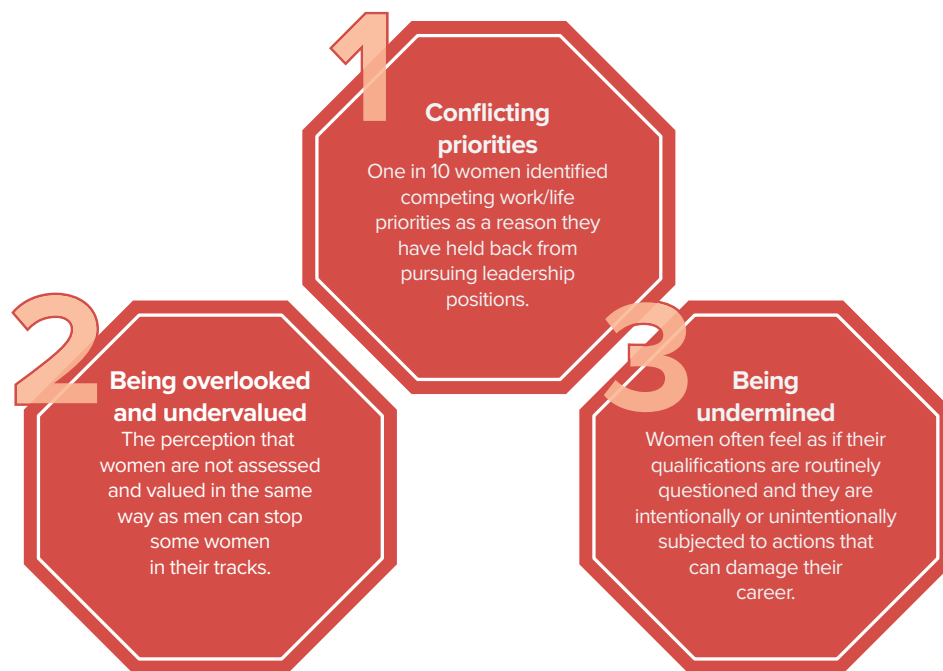 1
Conflicting
priorities
One in 10 women identified
competing work/life
priorities as a reason they
have held back from
pursuing leadership
positions.
2
Being overlooked
and undervalued
The perception that
women are not assessed
and valued in the same
way as men can stop
some women
in their tracks.
3
Being
undermined
Women often feel as if their
qualifications are routinely
questioned and they are
intentionally or unintentionally
subjected to actions that
can damage their
career.